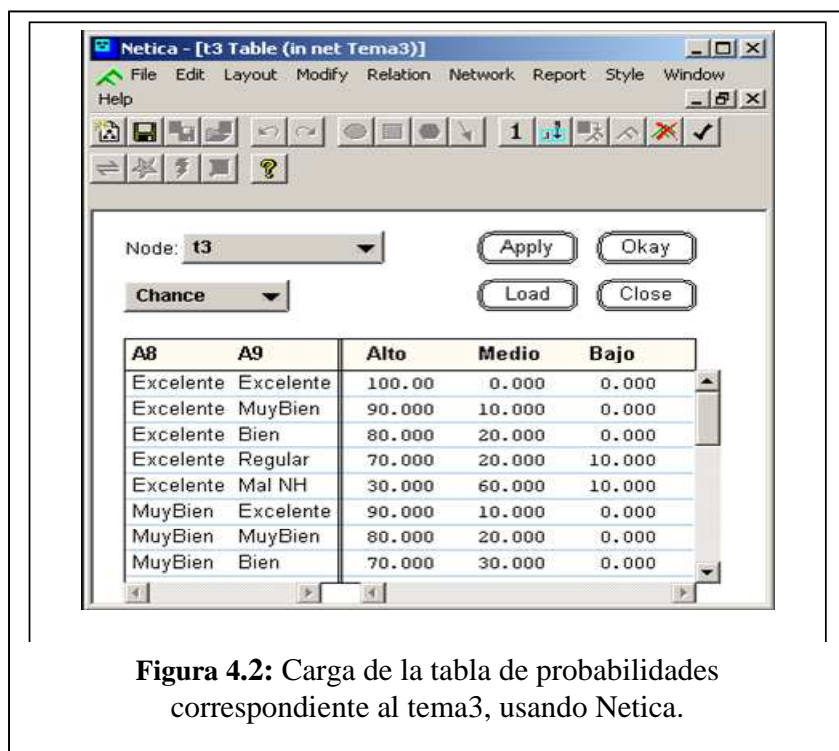 Netica - [t3 Table (in net Tema3)]
File Edit Layout Modify Relation Network Report Style Window
Help
1
?
Node: t3
Apply Okay
Chance
Load Close
A8 A9 Alto Medio Bajo
Excelente Excelente 100.00 0.000 0.000
Excelente MuyBien 90.000 10.000 0.000
Excelente Bien 80.000 20.000 0.000
Excelente Regular 70.000 20.000 10.000
Excelente Mal NH 30.000 60.000 10.000
MuyBien Excelente 90.000 10.000 0.000
MuyBien MuyBien 80.000 20.000 0.000
MuyBien Bien 70.000 30.000 0.000
Figura 4.2: Carga de la tabla de probabilidades
correspondiente al tema3, usando Netica.